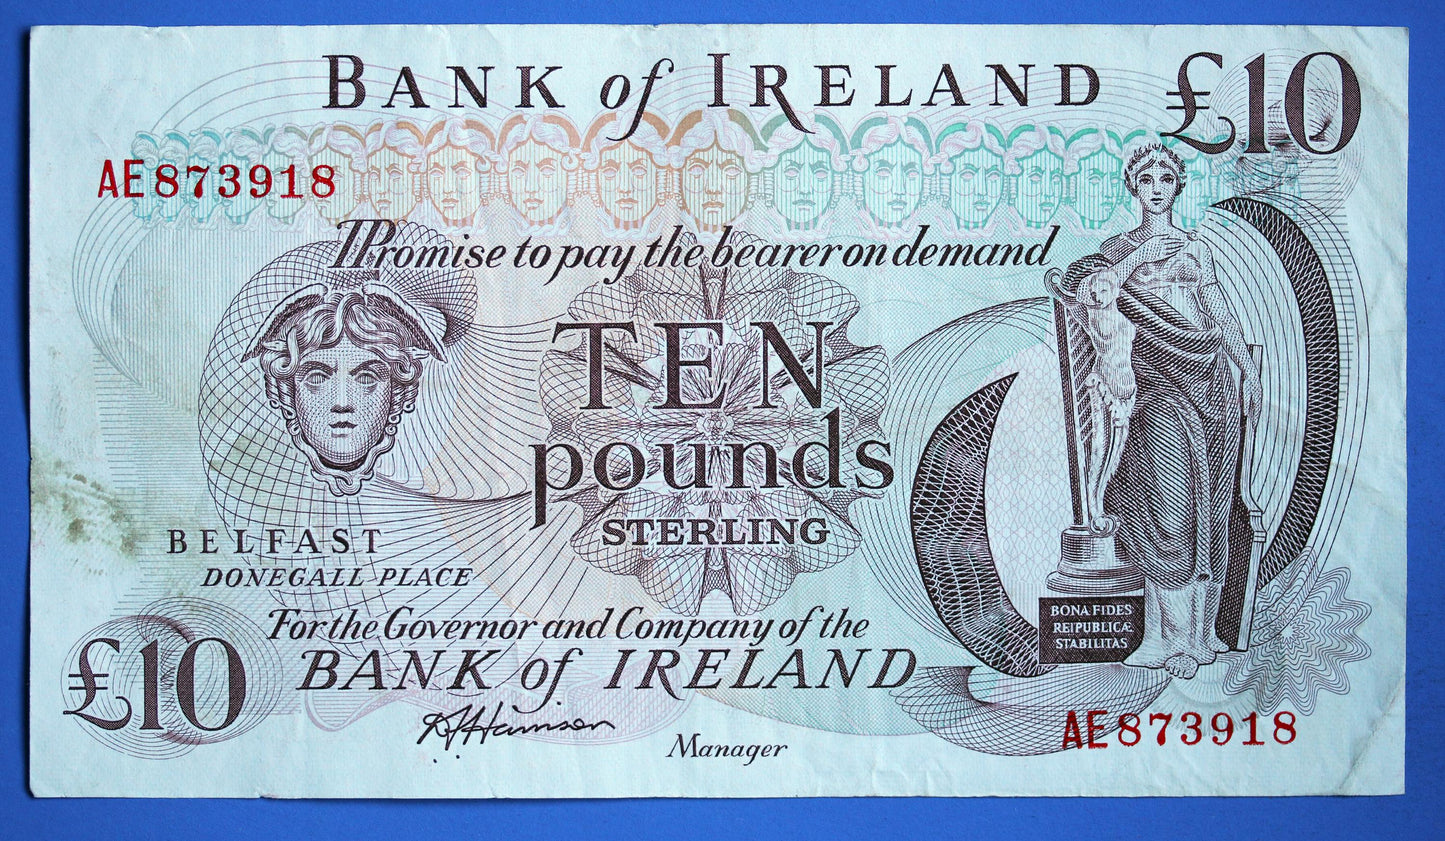 BANK of IRELAND £10
AE873918
I Promise to pay the bearer on demand
TEN
pounds
STERLING
BELFAST
DONEGALL PLACE
For the Governor and Company of the
BANK of IRELAND
BONA FIDES
REIPUBLICÆ
STABILITAS
£10
Manager
AE873918